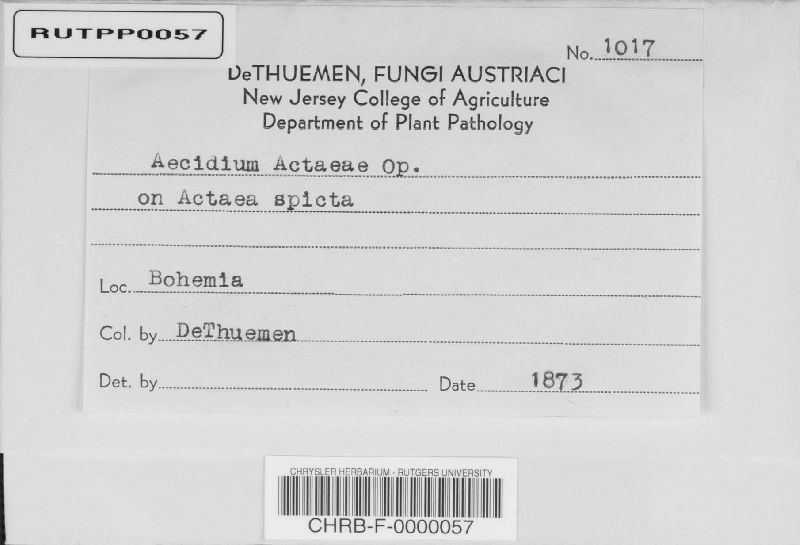 RUTPP0057
No. 1017
DeTHUEMEN, FUNGI AUSTRIACI
New Jersey College of Agriculture
Department of Plant Pathology
Aecidium Actaeae Op.
on Actaea spicta
Loc. Bohemia
Col. by DeThuemen
Det. by
Date 1873
CHRYSLER HERBARIUM - RUTGERS UNIVERSITY
CHRB-F-0000057